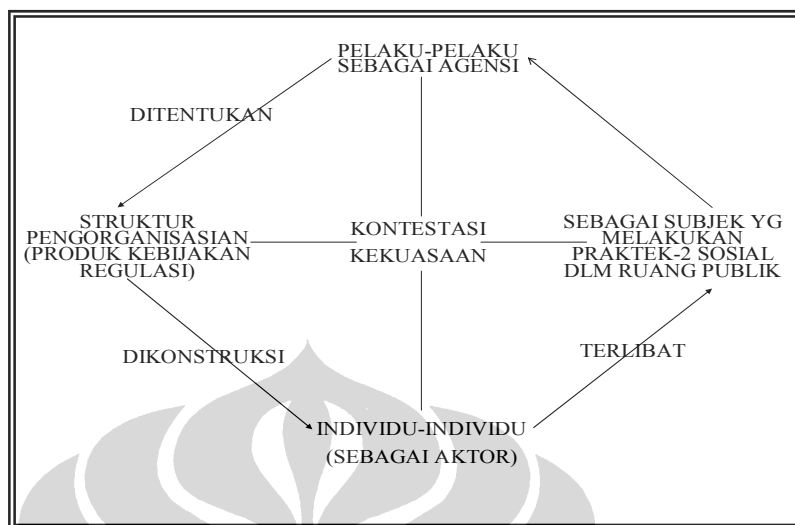 PELAKU-PELAKU
SEBAGAI AGENSI
DITENTUKAN
STRUKTUR
PENGORGANISASIAN
(PRODUK KEBIJAKAN
REGULASI)
KONTESTASI
KEKUASAAN
SEBAGAI SUBJEK YG
MELAKUKAN
PRAKTEK-2 SOSIAL
DLM RUANG PUBLIK
DIKONSTRUKSI
TERLIBAT
INDIVIDU-INDIVIDU
(SEBAGAI AKTOR)